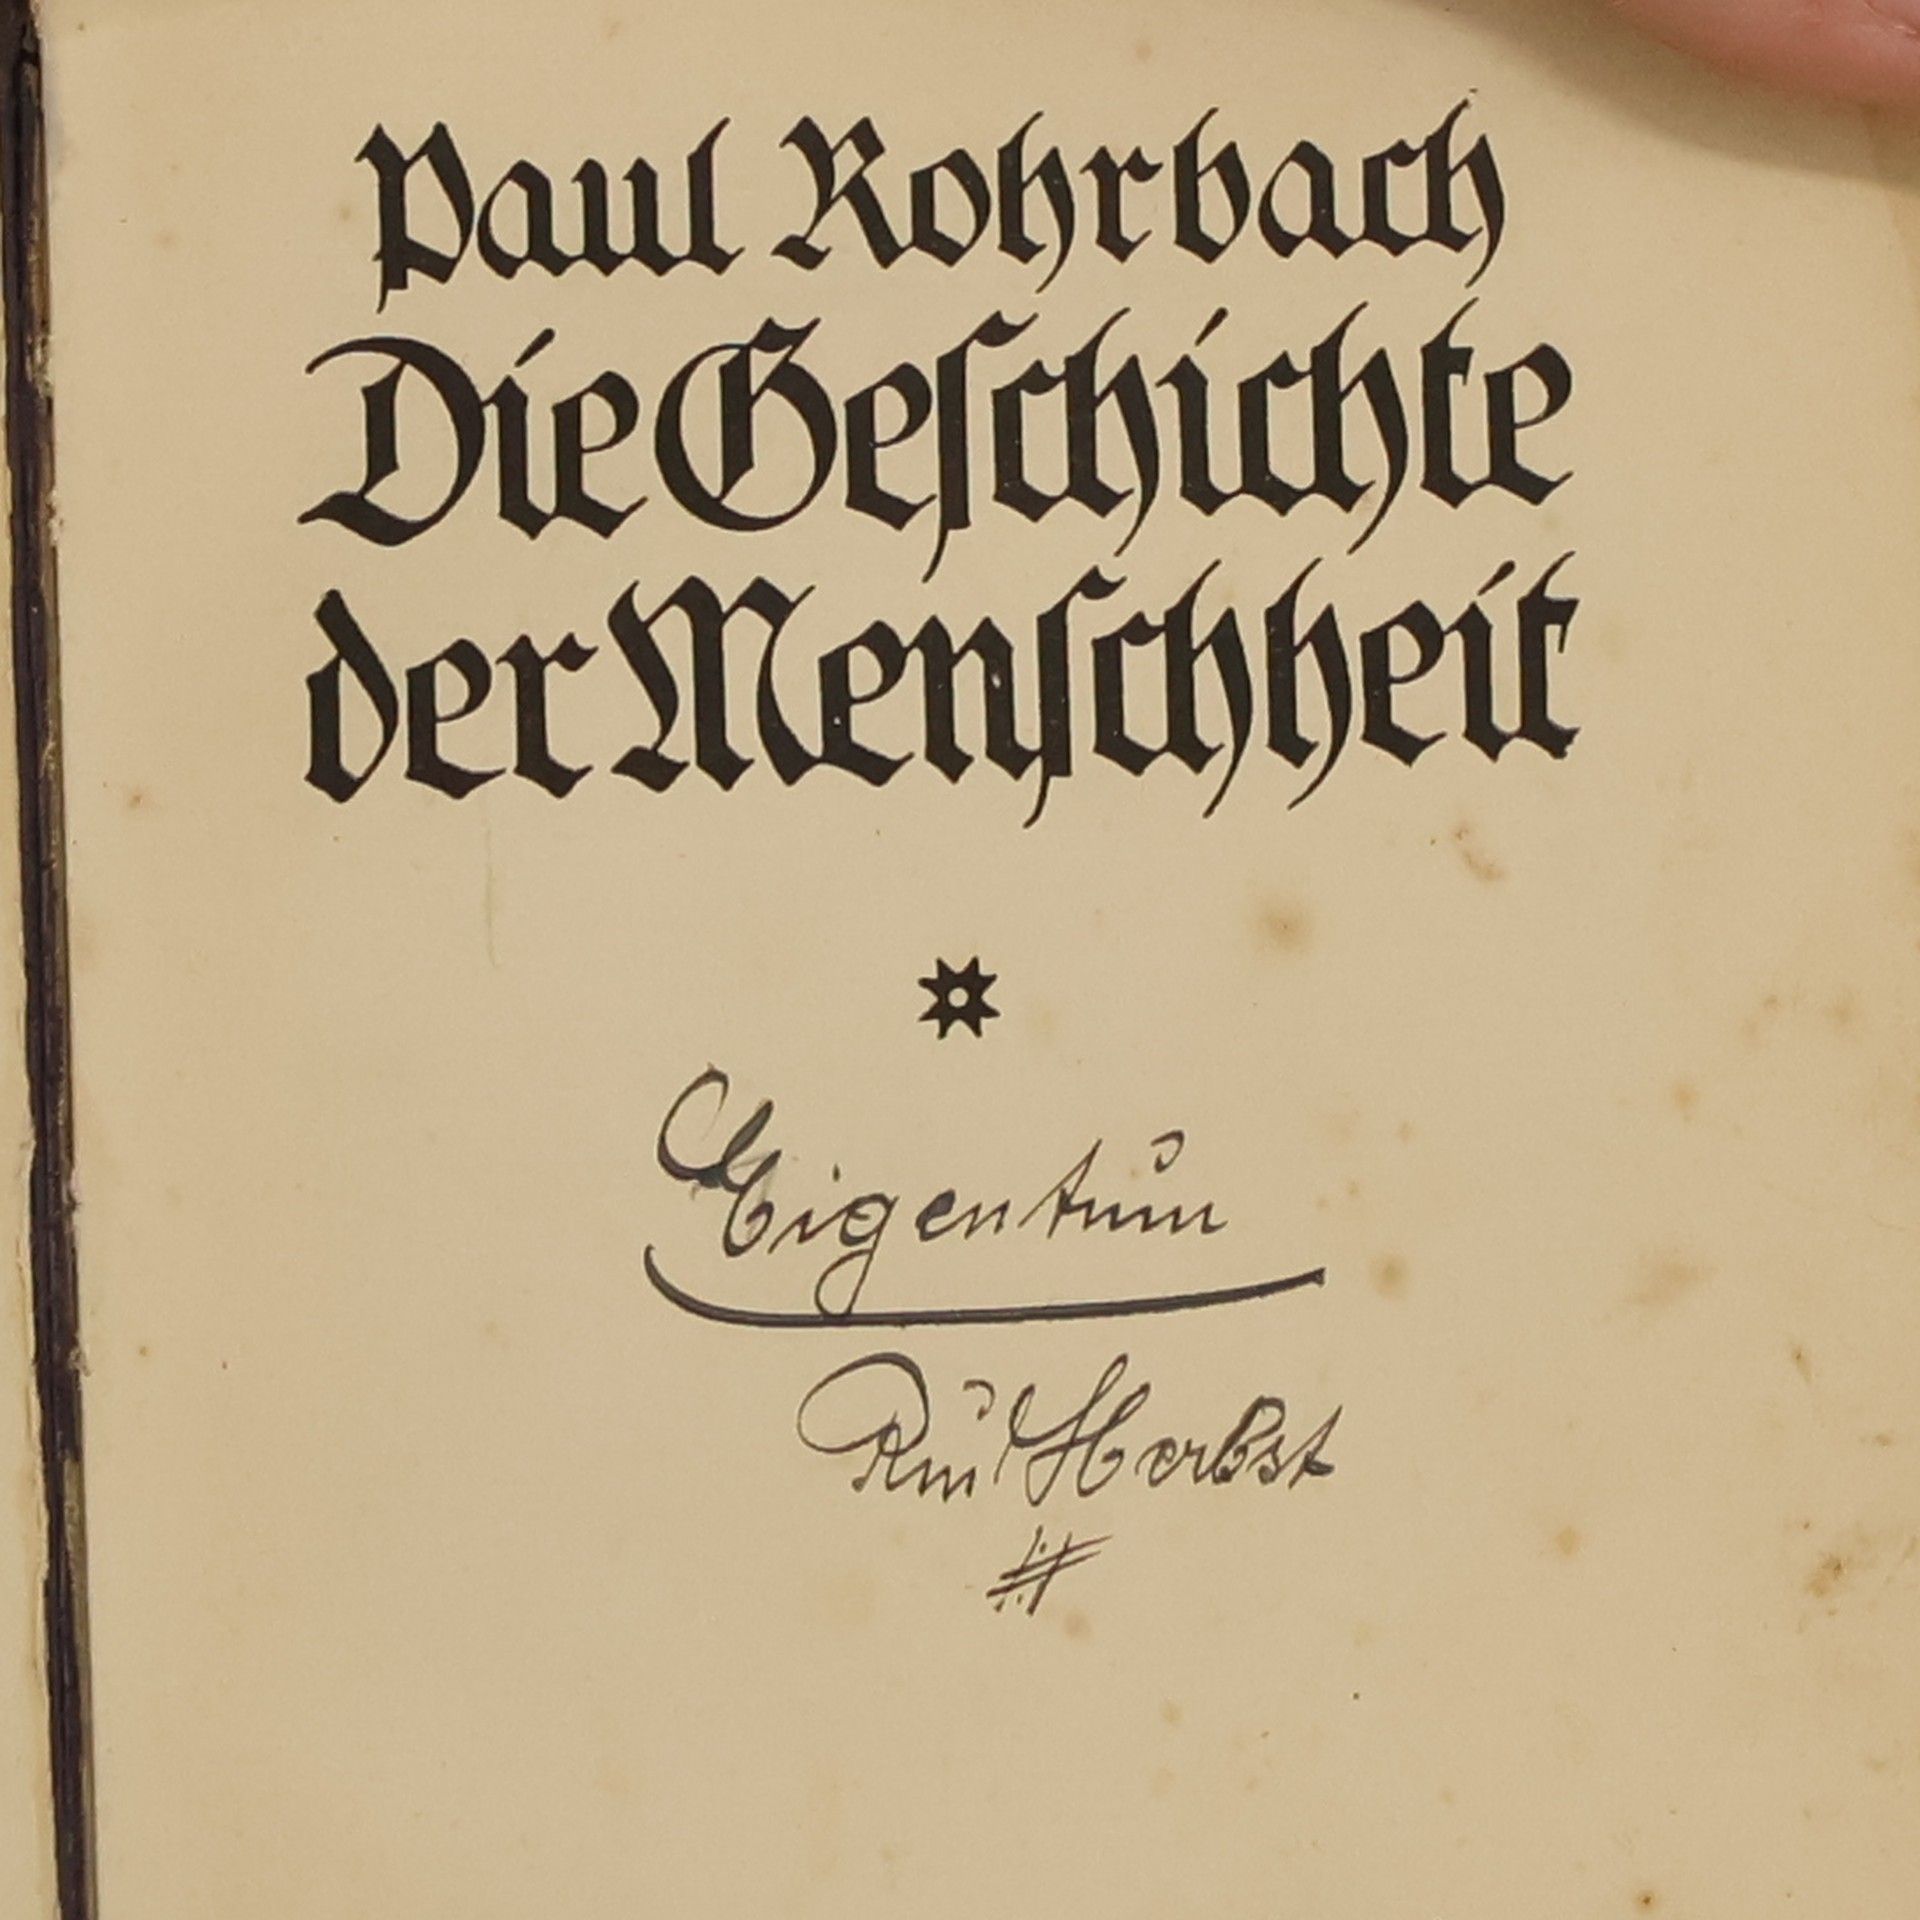 Paul Rohrbach
Die Geſchichte
der Menſchheit
Eigentum
Rud Herbst